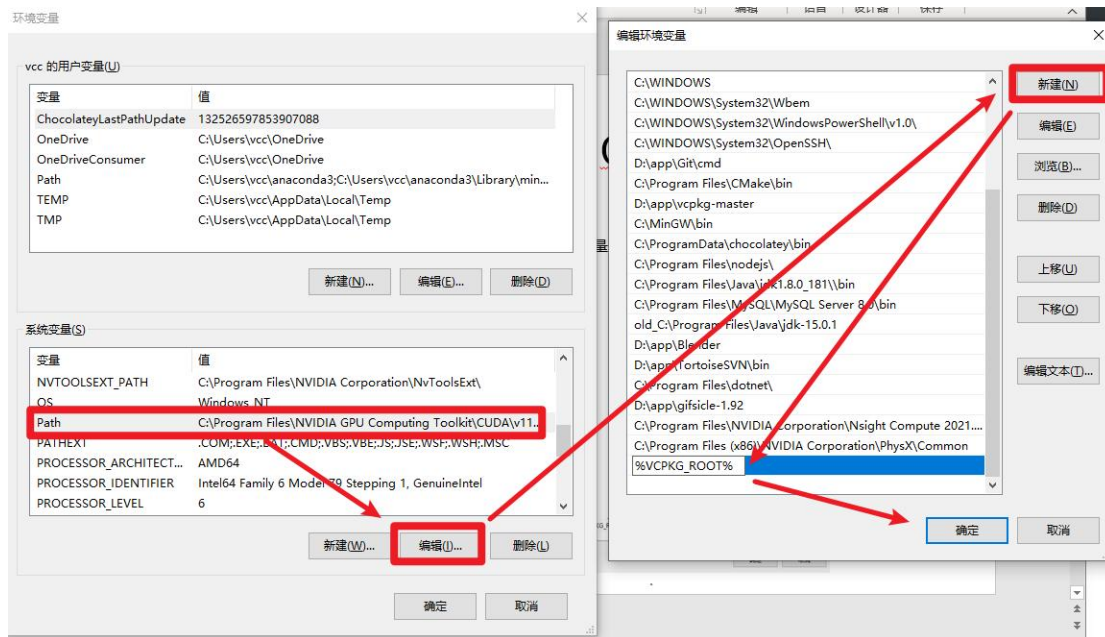 环境变量
vcc 的用户变量(U)
变量 值
ChocolateyLastPathUpdate 132526597853907088
OneDrive C:\Users\vcc\OneDrive
OneDriveConsumer C:\Users\vcc\OneDrive
Path C:\Users\vcc\anaconda3;C:\Users\vcc\anaconda3\Library\min...
TEMP C:\Users\vcc\AppData\Local\Temp
TMP C:\Users\vcc\AppData\Local\Temp
新建(N)... 编辑(E)... 删除(D)
系统变量(S)
变量 值
NVTOOLSEXT_PATH C:\Program Files\NVIDIA Corporation\NvToolsExt\
OS Windows_NT
Path C:\Program Files\NVIDIA GPU Computing Toolkit\CUDA\v11...
PATHEXT .COM;.EXE;.BAT;.CMD;.VBS;.VBE;.JS;.JSE;.WSF;.WSH;.MSC
PROCESSOR_ARCHITECT... AMD64
PROCESSOR_IDENTIFIER Intel64 Family 6 Model 79 Stepping 1, GenuineIntel
PROCESSOR_LEVEL 6
新建(W)... 编辑(I)... 删除(L)
确定 取消
编辑环境变量
C:\WINDOWS
C:\WINDOWS\System32\Wbem
C:\WINDOWS\System32\WindowsPowerShell\v1.0\
C:\WINDOWS\System32\OpenSSH\
D:\app\Git\cmd
C:\Program Files\CMake\bin
D:\app\vcpkg-master
C:\MinGW\bin
C:\ProgramData\chocolatey\bin
C:\Program Files\nodejs\
C:\Program Files\Java\jdk1.8.0_181\\bin
C:\Program Files\MySQL\MySQL Server 8.0\bin
old_C:\Program Files\Java\jdk-15.0.1
D:\app\Blender
D:\app\TortoiseSVN\bin
C:\Program Files\dotnet\
D:\app\gifsicle-1.92
C:\Program Files\NVIDIA Corporation\Nsight Compute 2021....
C:\Program Files (x86)\NVIDIA Corporation\PhysX\Common
%VCPKG_ROOT%
新建(N)
编辑(E)
浏览(B)...
删除(D)
上移(U)
下移(O)
编辑文本(T)...
确定 取消